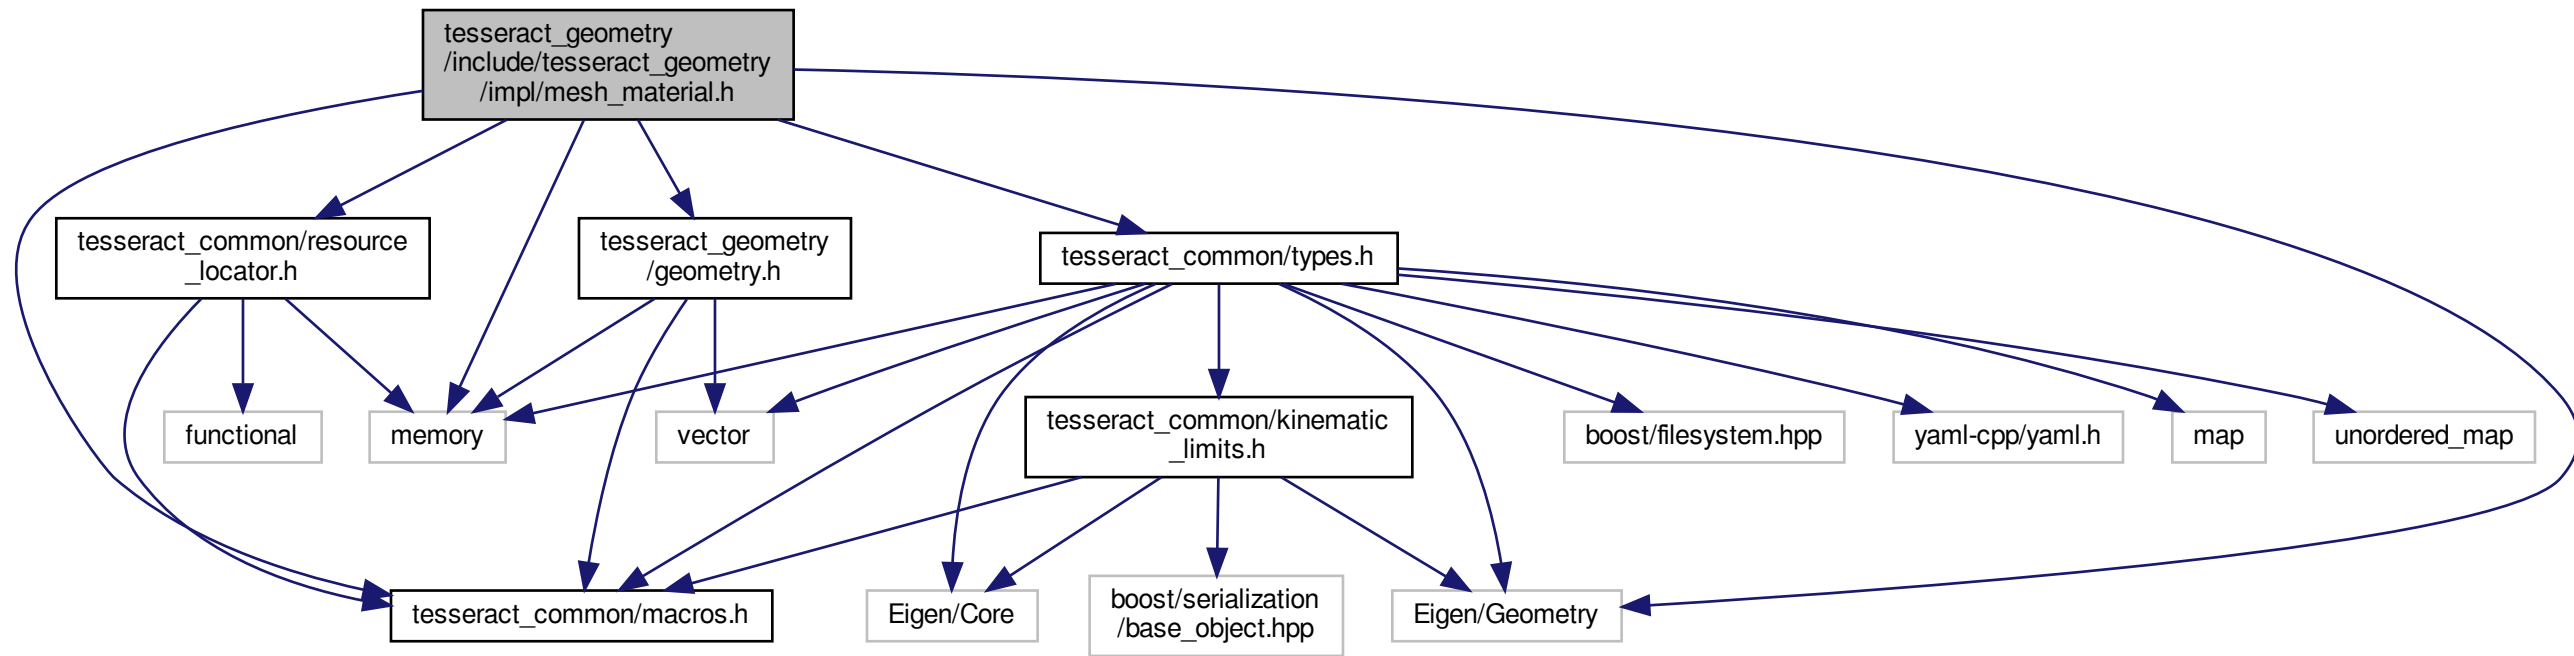 tesseract_geometry
/include/tesseract_geometry
/impl/mesh_material.h
tesseract_common/resource
_locator.h
tesseract_geometry
/geometry.h
tesseract_common/types.h
functional
memory
vector
tesseract_common/kinematic
_limits.h
boost/filesystem.hpp
yaml-cpp/yaml.h
map
unordered_map
tesseract_common/macros.h
Eigen/Core
boost/serialization
/base_object.hpp
Eigen/Geometry